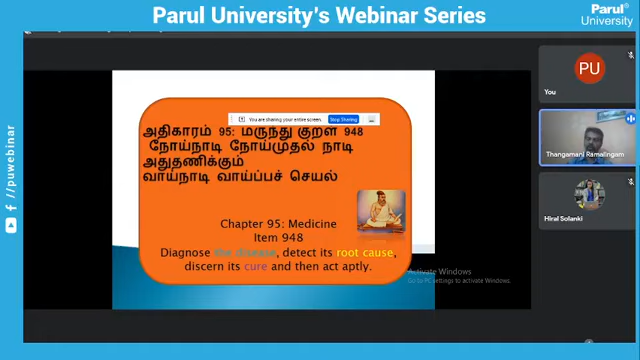 Parul University's Webinar Series
Parul®
University
/puwebinar
You are sharing your entire screen.
Stop Sharing
அதிகாரம் 95: மருந்து குறள் 948
நோய்நாடி நோய்முதல் நாடி
அதுதணிக்கும்
வாய்நாடி வாய்ப்பச் செயல்
Chapter 95: Medicine
Item 948
Diagnose the disease, detect its root cause,
discern its cure and then act aptly.
Activate Windows
Go to PC settings to activate Windows.
PU
You
Thangamani Ramalingam
Hiral Solanki